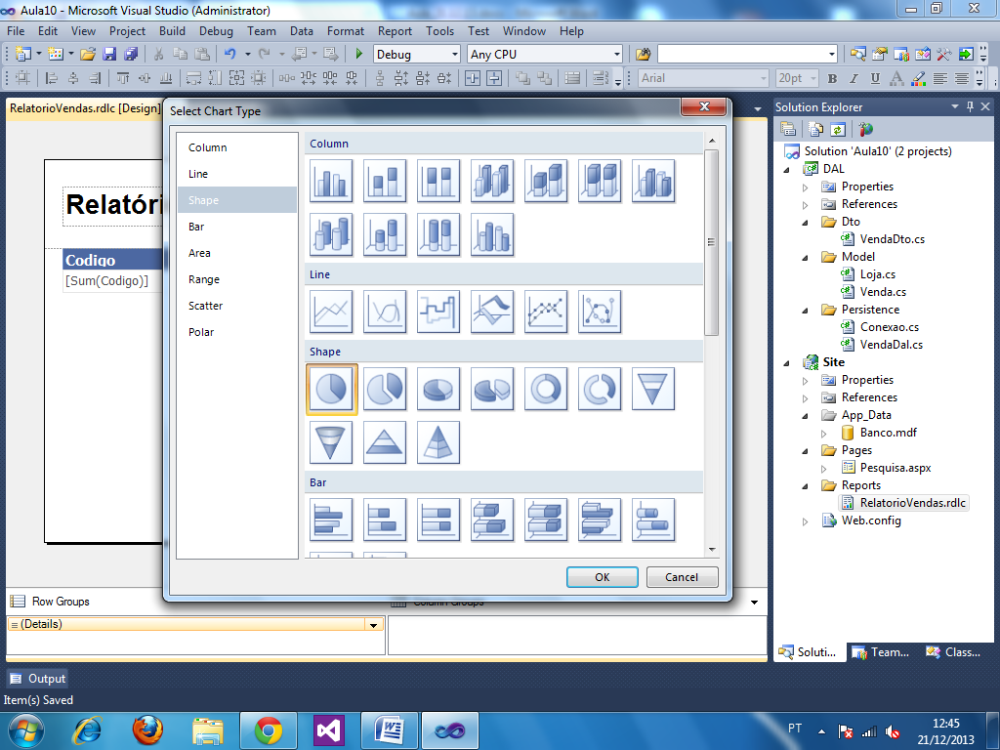 Aula10 - Microsoft Visual Studio (Administrator)
File Edit View Project Build Debug Team Data Format Report Tools Test Window Help
Debug Any CPU
Arial 20pt B I U A
RelatorioVendas.rdlc [Design]
Select Chart Type
Solution Explorer
Column
Line
Shape
Bar
Area
Range
Scatter
Polar
Column
Line
Shape
Bar
OK Cancel
Relatóri
Codigo
[Sum(Codigo)]
Solution 'Aula10' (2 projects)
DAL
Properties
References
Dto
VendaDto.cs
Model
Loja.cs
Venda.cs
Persistence
Conexao.cs
VendaDal.cs
Site
Properties
References
App_Data
Banco.mdf
Pages
Pesquisa.aspx
Reports
RelatorioVendas.rdlc
Web.config
Row Groups Column Groups
(Details)
Soluti... Team... Class...
Output
Item(s) Saved
PT 12:45
21/12/2013